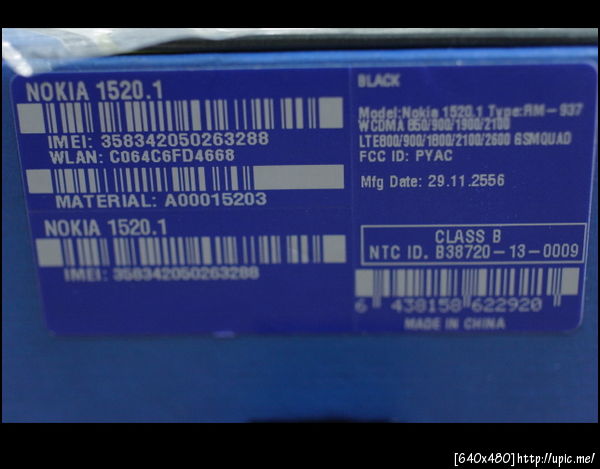 NOKIA 1520.1
IMEI: 358342050263288
WLAN: C064C6FD4668
MATERIAL: A00015203
NOKIA 1520.1
IMEI: 358342050263288
BLACK
Model:Nokia 1520.1 Type:RM-937
WCDMA 850/900/1900/2100
LTE800/900/1800/2100/2600 GSMQUAD
FCC ID: PYAC
Mfg Date: 29.11.2556
CLASS B
NTC ID. B38720-13-0009
6 438158 622920
MADE IN CHINA
[640x480]http://upic.me/